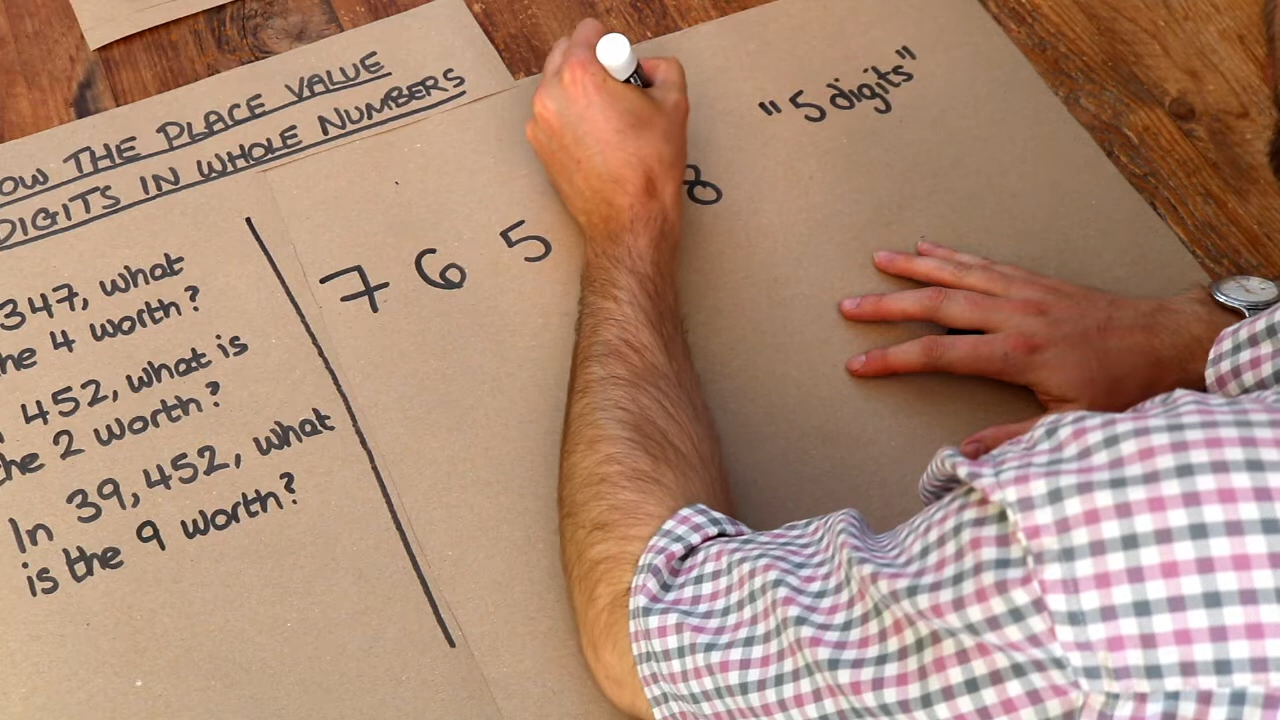 OW THE PLACE VALUE
DIGITS IN WHOLE NUMBERS
347, what
he 4 worth?
452, what is
the 2 worth?
In 39,452, what
is the 9 worth?
"5 digits"
7 6 5 8